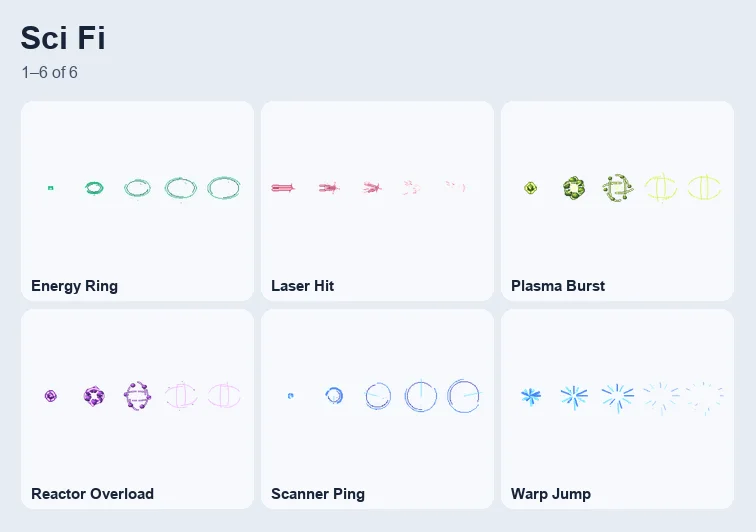 Sci Fi
1–6 of 6
Energy Ring
Laser Hit
Plasma Burst
Reactor Overload
Scanner Ping
Warp Jump